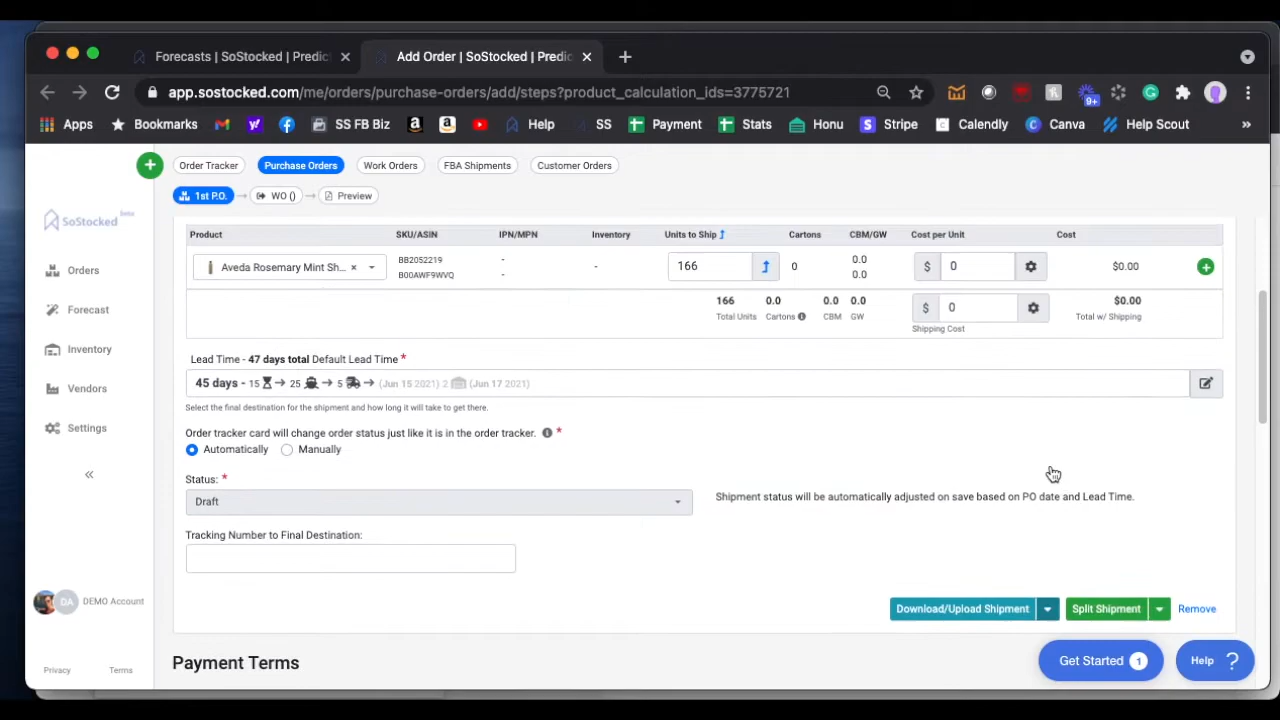 Forecasts | SoStocked | Predic
Add Order | SoStocked | Predic
app.sostocked.com/me/orders/purchase-orders/add/steps?product_calculation_ids=3775721
9+
Apps Bookmarks SS FB Biz Help SS Payment Stats Honu Stripe Calendly Canva Help Scout »
Order Tracker Purchase Orders Work Orders FBA Shipments Customer Orders
1st P.O. → WO () → Preview
SoStocked beta
Orders
Forecast
Inventory
Vendors
Settings
«
DA DEMO Account
Privacy Terms
Product SKU/ASIN IPN/MPN Inventory Units to Ship Cartons CBM/GW Cost per Unit Cost
Aveda Rosemary Mint Sh... × BB2052219 - - 166 0 0.0 $ 0 $0.00
B00AWF9WVQ - 0.0
166 0.0 0.0 0.0 $ 0 $0.00
Total Units Cartons CBM GW Shipping Cost Total w/ Shipping
Lead Time - 47 days total Default Lead Time *
45 days - 15 → 25 → 5 → (Jun 15 2021) 2 (Jun 17 2021)
Select the final destination for the shipment and how long it will take to get there.
Order tracker card will change order status just like it is in the order tracker. *
Automatically Manually
Status: *
Draft
Shipment status will be automatically adjusted on save based on PO date and Lead Time.
Tracking Number to Final Destination:
Download/Upload Shipment Split Shipment Remove
Payment Terms
Get Started 1
Help ?